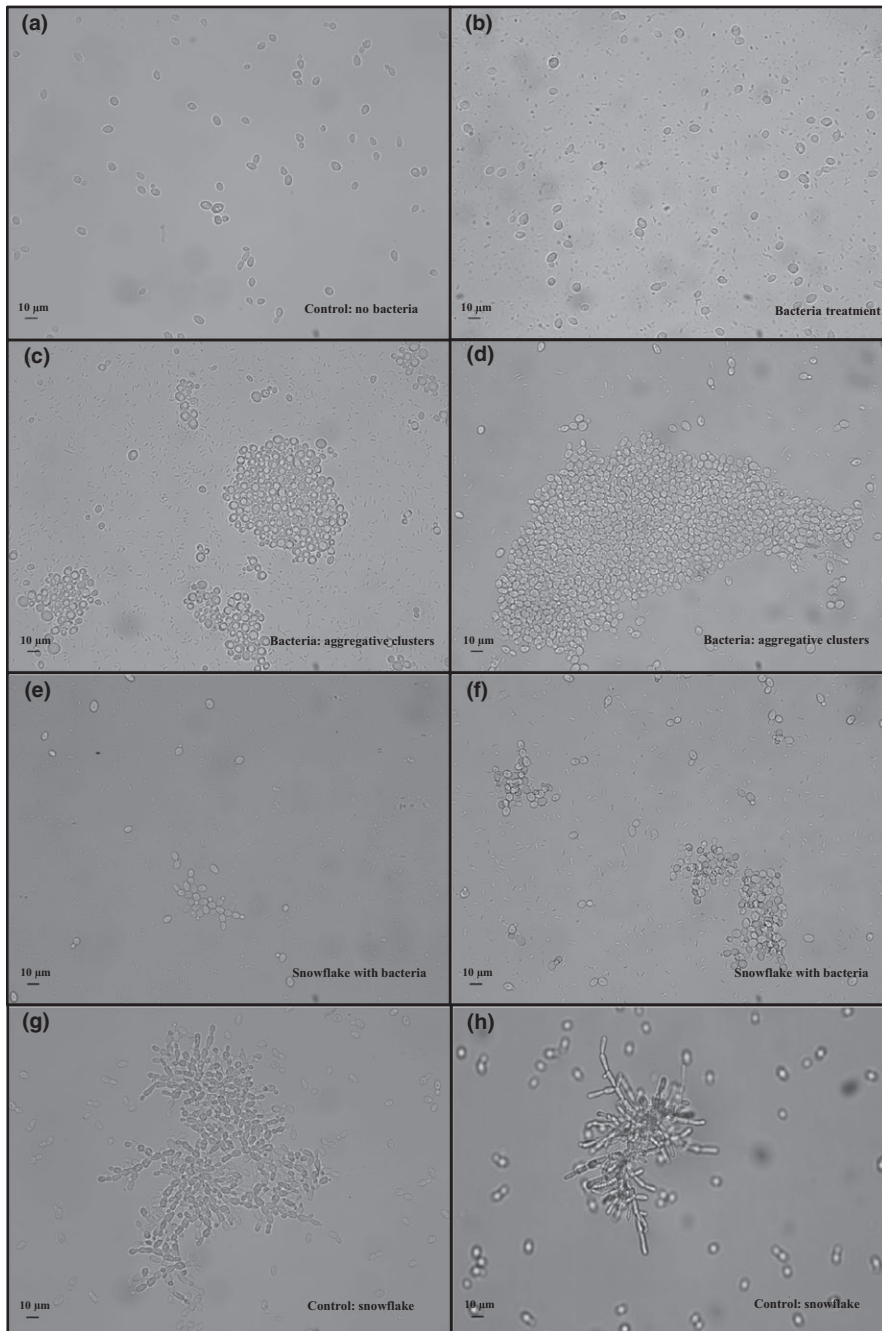 (a)
10 µm
Control: no bacteria
(b)
10 µm
Bacteria treatment
(c)
10 µm
Bacteria: aggregative clusters
(d)
10 µm
Bacteria: aggregative clusters
(e)
10 µm
Snowflake with bacteria
(f)
10 µm
Snowflake with bacteria
(g)
10 µm
Control: snowflake
(h)
10 µm
Control: snowflake